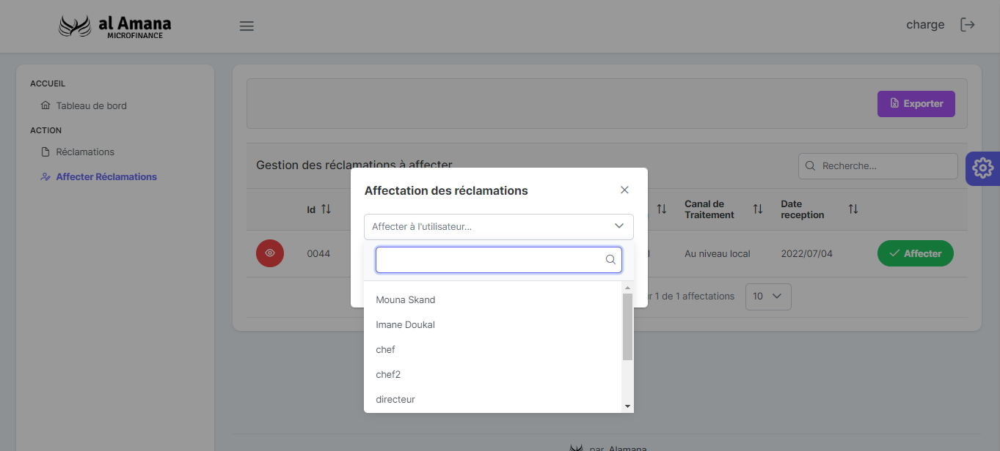 al Amana
MICROFINANCE
charge
ACCUEIL
Tableau de bord
ACTION
Réclamations
Affecter Réclamations
Exporter
Gestion des réclamations à affecter
Recherche...
Id
Canal de
Traitement
Date
reception
0044
Au niveau local
2022/07/04
Affecter
1 de 1 affectations
10
Affectation des réclamations
Affecter à l'utilisateur...
Mouna Skand
Imane Doukal
chef
chef2
directeur
par Alamana